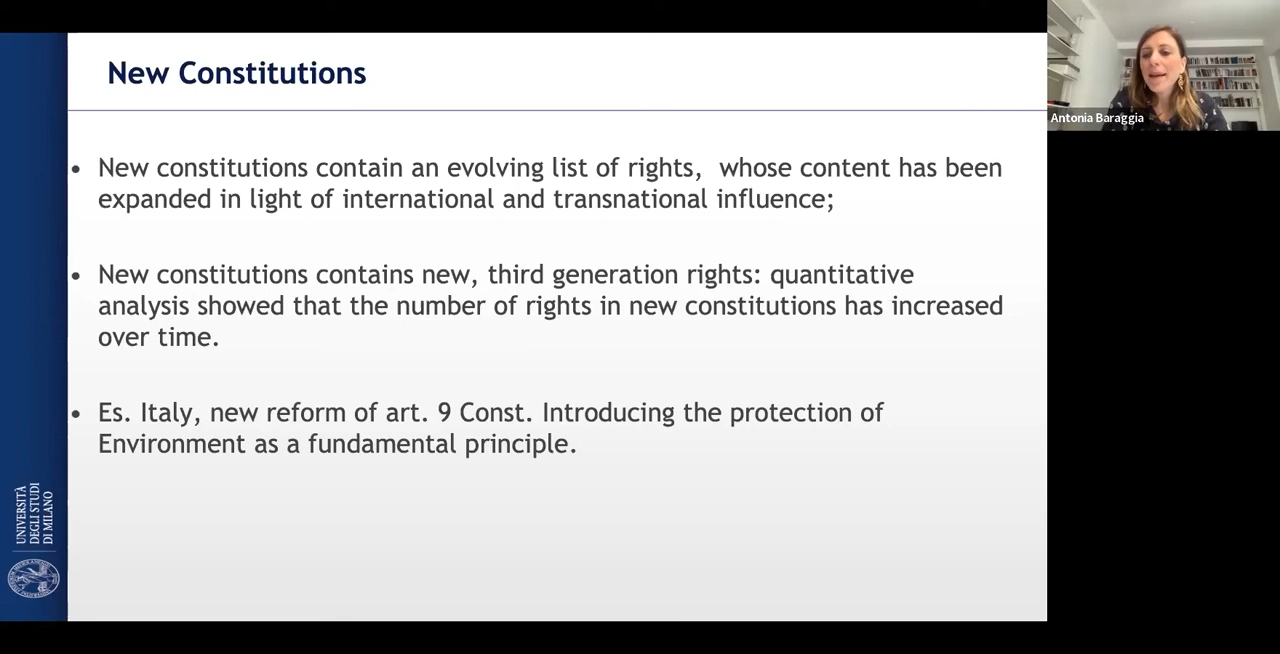 New Constitutions
Antonia Baraggia
• New constitutions contain an evolving list of rights,  whose content has been
expanded in light of international and transnational influence;
• New constitutions contains new, third generation rights: quantitative
analysis showed that the number of rights in new constitutions has increased
over time.
• Es. Italy, new reform of art. 9 Const. Introducing the protection of
Environment as a fundamental principle.
UNIVERSITÀ
DEGLI STUDI
DI MILANO